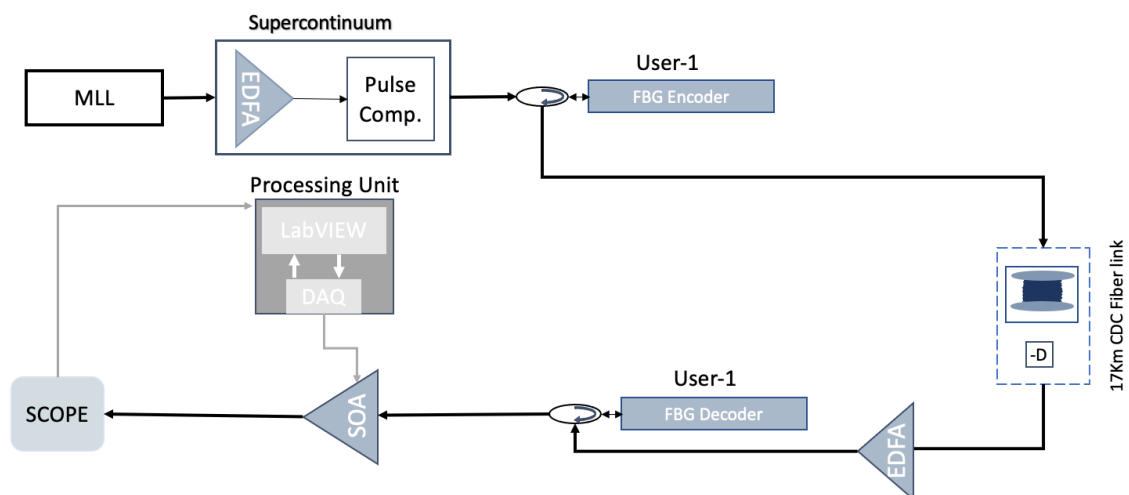 Supercontinuum
MLL
EDFA
Pulse
Comp.
User-1
FBG Encoder
Processing Unit
LabVIEW
DAQ
17Km CDC Fiber link
-D
User-1
FBG Decoder
SCOPE
SOA
EDFA